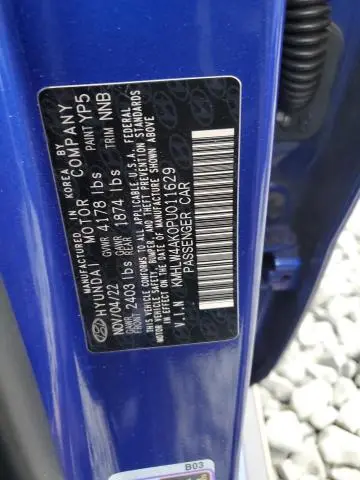 MANUFACTURED IN KOREA BY
HYUNDAI MOTOR COMPANY
NOV/04/22 GVWR 4178 lbs PAINT YP5
GAWR FRONT 2403 lbs GAWR REAR 1874 lbs TRIM NNB
THIS VEHICLE CONFORMS TO ALL APPLICABLE U.S.A. FEDERAL
MOTOR VEHICLE SAFETY, BUMPER, AND THEFT PREVENTION STANDARDS
IN EFFECT ON THE DATE OF MANUFACTURE SHOWN ABOVE
V.I.N KMHLW4AK0PU011629
PASSENGER CAR
B03